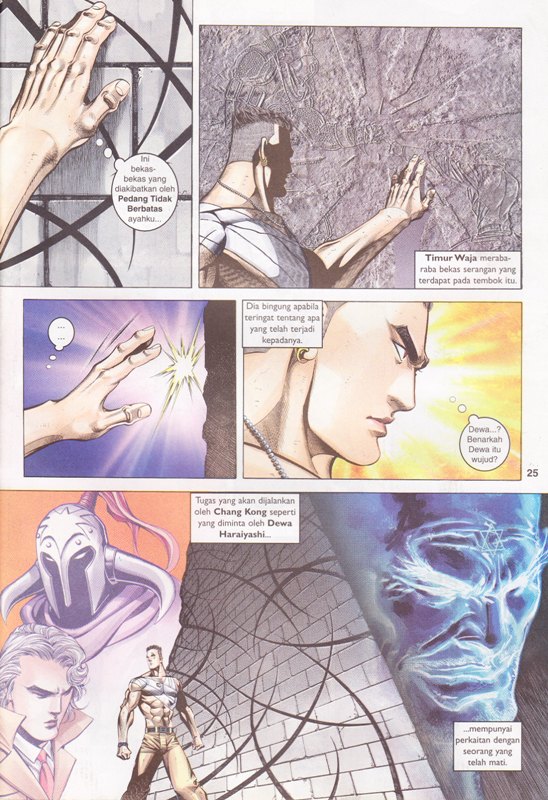 Ini
bekas-
bekas yang
diakibatkan oleh
Pedang Tidak
Berbatas
ayahku...
Timur Waja meraba-
raba bekas serangan yang
terdapat pada tembok itu.
...
...
Dia bingung apabila
teringat tentang apa
yang telah terjadi
kepadanya.
Dewa...?
Benarkah
Dewa itu
wujud?
25
Tugas yang akan dijalankan
oleh Chang Kong seperti
yang diminta oleh Dewa
Haraiyashi...
...mempunyai
perkaitan dengan
seorang yang
telah mati.